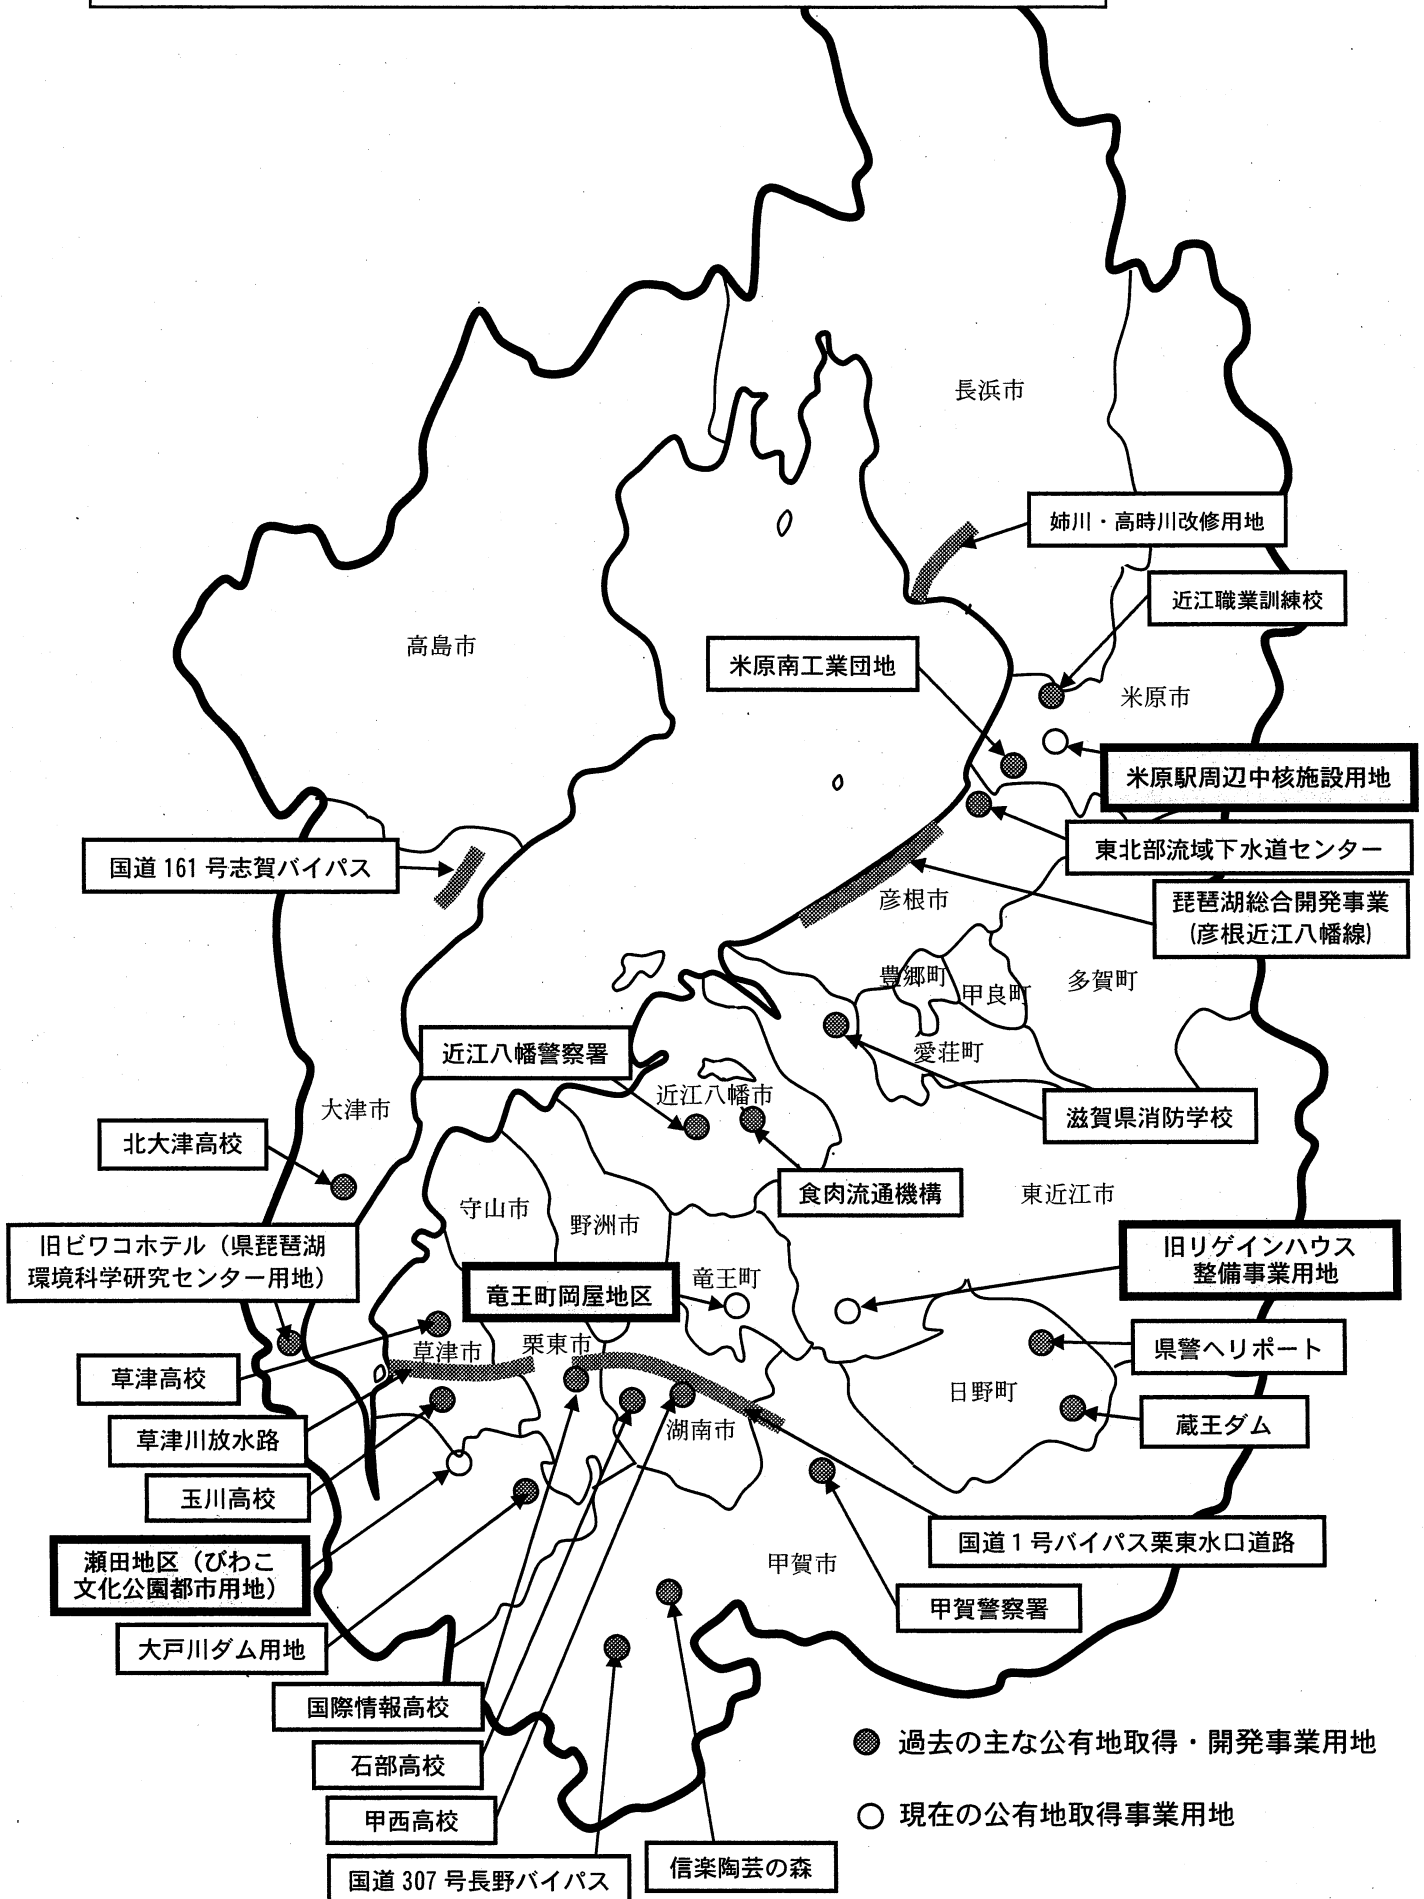 長浜市
姉川・高時川改修用地
近江職業訓練校
高島市
米原南工業団地
米原市
米原駅周辺中核施設用地
東北部流域下水道センター
国道161号志賀バイパス
彦根市
琵琶湖総合開発事業
(彦根近江八幡線)
豊郷町
甲良町
多賀町
愛荘町
近江八幡警察署
近江八幡市
大津市
滋賀県消防学校
北大津高校
食肉流通機構
東近江市
守山市
野洲市
旧ビワコホテル（県琵琶湖
環境科学研究センター用地）
旧リゲインハウス
整備事業用地
竜王町
竜王町岡屋地区
栗東市
草津市
県警ヘリポート
草津高校
日野町
蔵王ダム
草津川放水路
湖南市
玉川高校
国道１号バイパス栗東水口道路
瀬田地区（びわこ
文化公園都市用地）
甲賀市
甲賀警察署
大戸川ダム用地
国際情報高校
石部高校
甲西高校
国道307号長野バイパス
信楽陶芸の森
過去の主な公有地取得・開発事業用地
現在の公有地取得事業用地